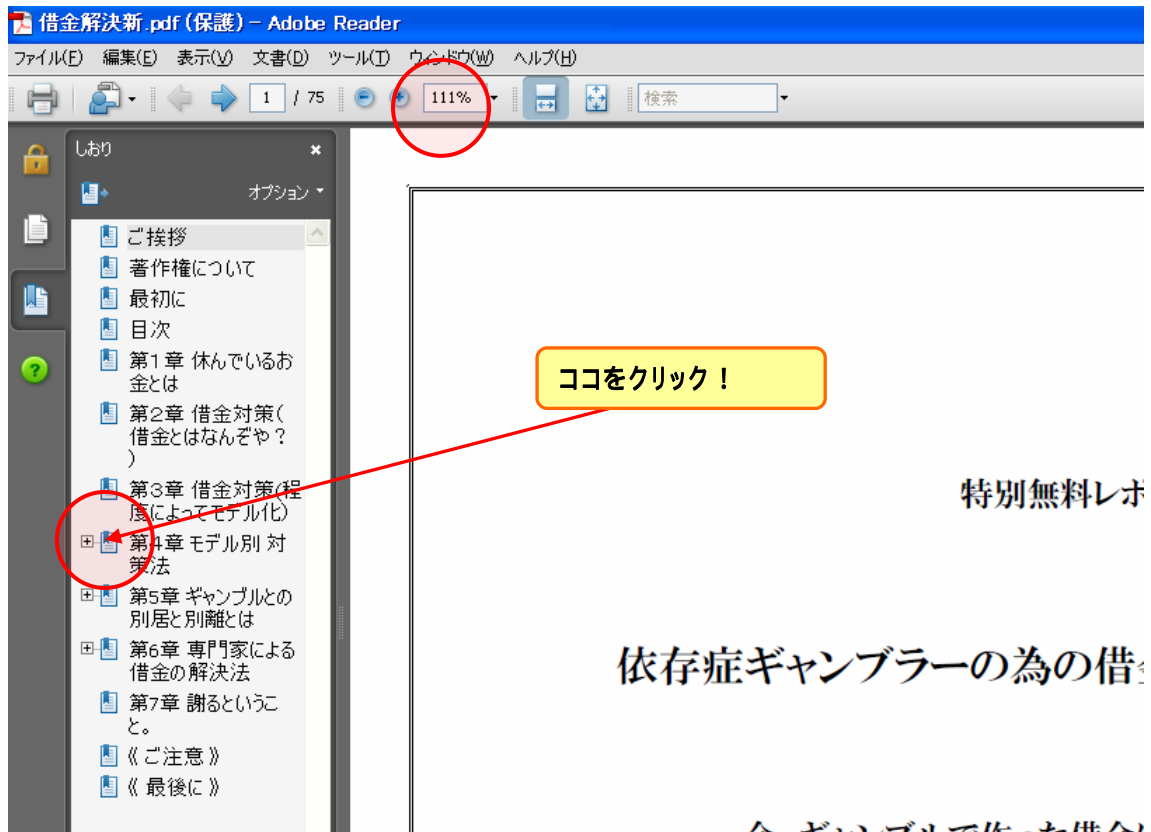 借金解決新.pdf (保護) - Adobe Reader
ファイル(F) 編集(E) 表示(V) 文書(D) ツール(T) ウィンドウ(W) ヘルプ(H)
1 / 75 111% 検索
しおり
オプション
ご挨拶
著作権について
最初に
目次
第1章 休んでいるお
金とは
第2章 借金対策(
借金とはなんぞや？
)
第3章 借金対策(程
度によってモデル化)
第4章 モデル別 対
策法
第5章 ギャンブルとの
別居と別離とは
第6章 専門家による
借金の解決法
第7章 謝るというこ
と。
《 ご注意 》
《 最後に 》
ココをクリック！
特別無料レポ
依存症ギャンブラーの為の借